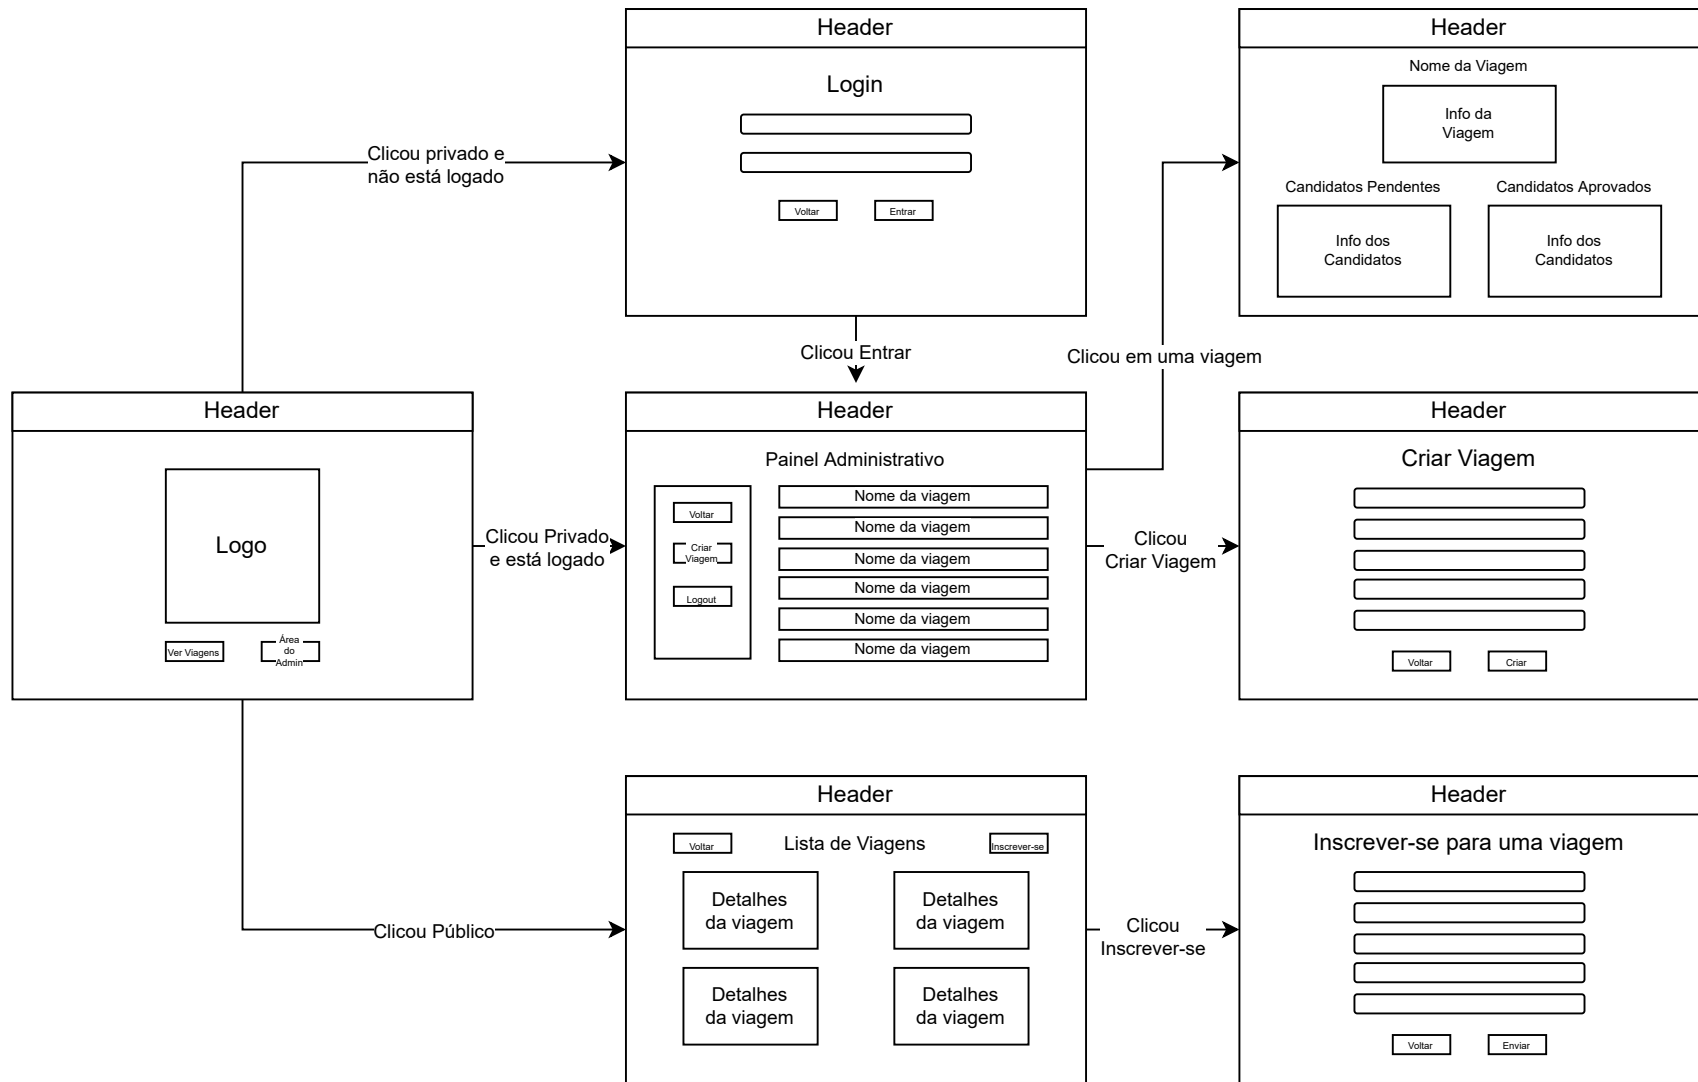 Header
Login
Voltar
Entrar
Header
Nome da Viagem
Info da
Viagem
Candidatos Pendentes
Candidatos Aprovados
Info dos
Candidatos
Info dos
Candidatos
Clicou privado e
não está logado
Clicou Entrar
Clicou em uma viagem
Header
Logo
Ver Viagens
Área
do
Admin
Clicou Privado
e está logado
Header
Painel Administrativo
Voltar
Criar
Viagem
Logout
Nome da viagem
Nome da viagem
Nome da viagem
Nome da viagem
Nome da viagem
Nome da viagem
Clicou
Criar Viagem
Header
Criar Viagem
Voltar
Criar
Clicou Público
Header
Voltar
Lista de Viagens
Inscrever-se
Detalhes
da viagem
Detalhes
da viagem
Detalhes
da viagem
Detalhes
da viagem
Clicou
Inscrever-se
Header
Inscrever-se para uma viagem
Voltar
Enviar